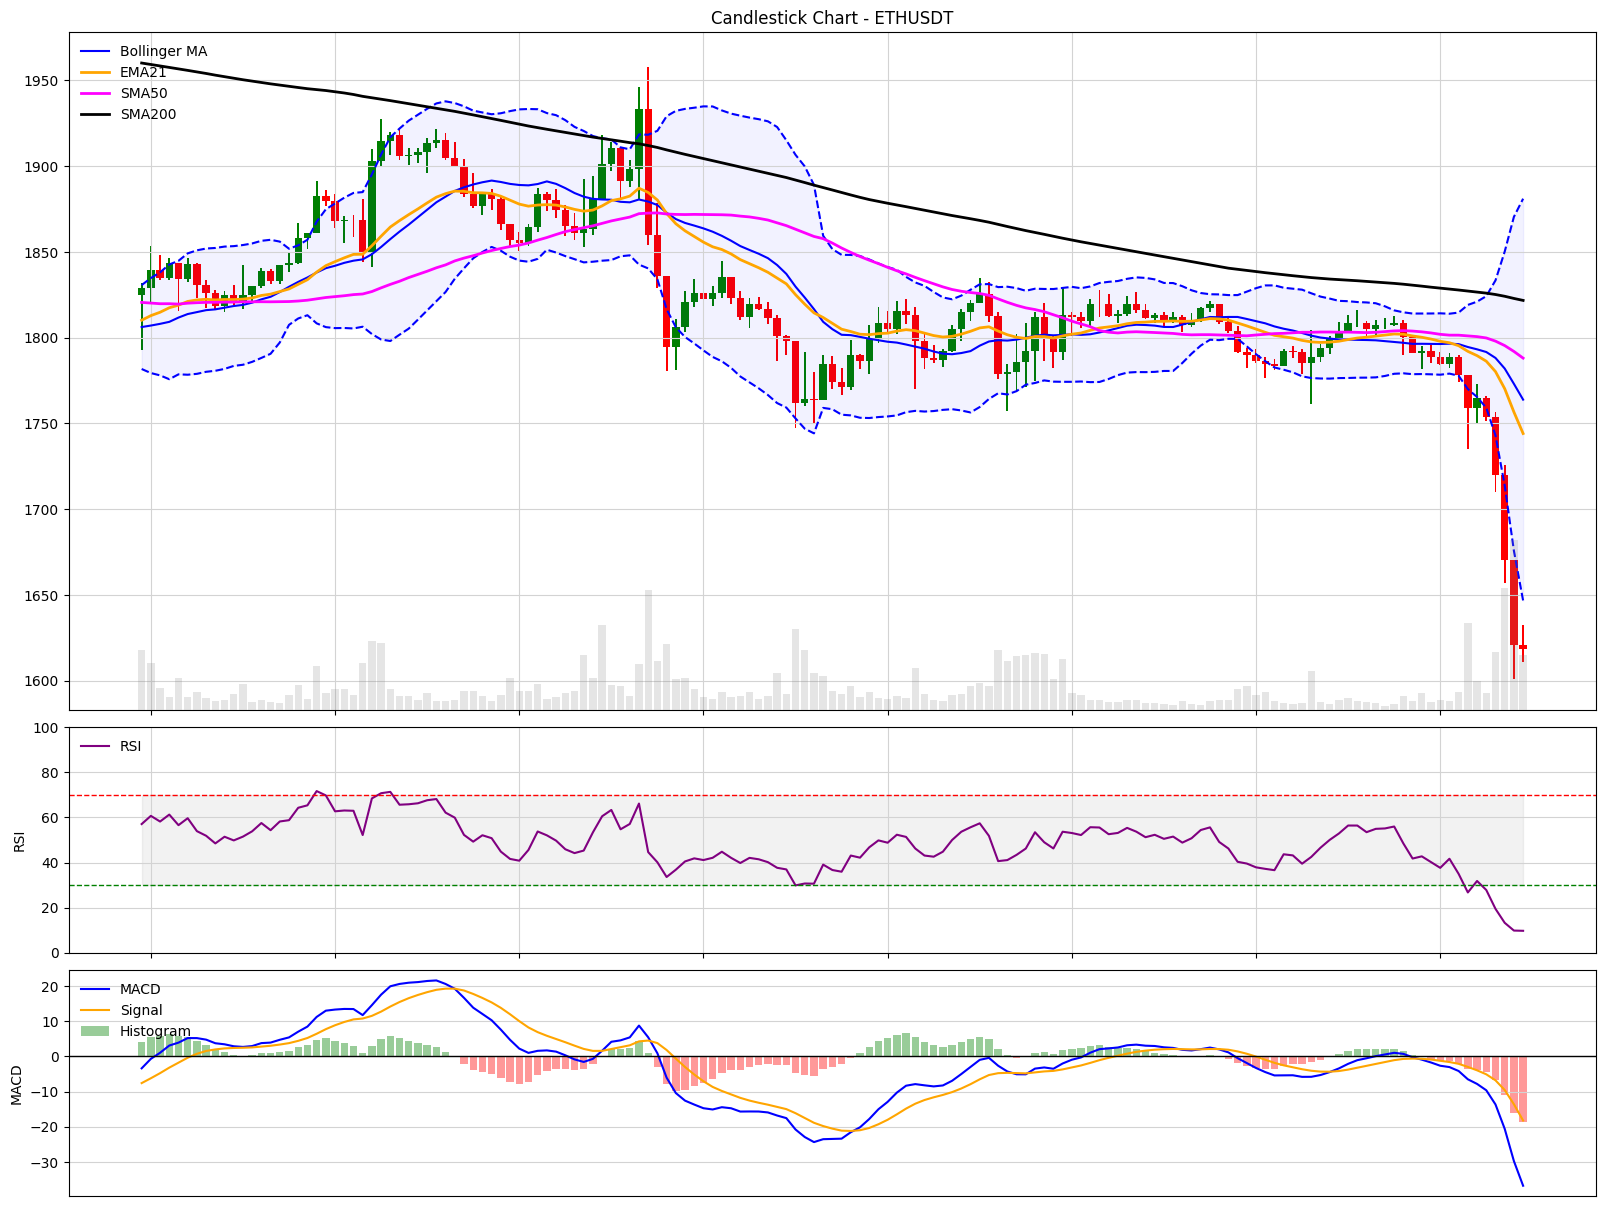 Candlestick Chart - ETHUSDT
Bollinger MA
EMA21
SMA50
SMA200
1950
1900
1850
1800
1750
1700
1650
1600
RSI
100
80
60
40
20
0
RSI
MACD
Signal
Histogram
20
10
0
−10
−20
−30
MACD